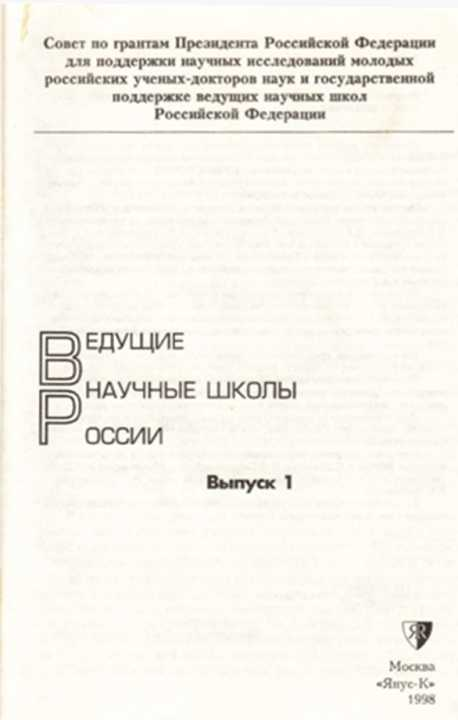 Совет по грантам Президента Российской Федерации
для поддержки научных исследований молодых
российских ученых-докторов наук и государственной
поддержке ведущих научных школ
Российской Федерации
ВЕДУЩИЕ
НАУЧНЫЕ ШКОЛЫ
РОССИИ
Выпуск 1
Москва
«Янус-К»
1998